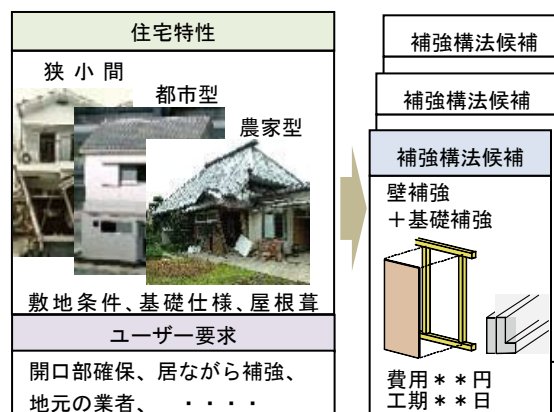 住宅特性
狭小間
都市型
農家型
敷地条件、基礎仕様、屋根葺
ユーザー要求
開口部確保、居ながら補強、
地元の業者、　・・・・
補強構法候補
補強構法候補
補強構法候補
壁補強
＋基礎補強
費用＊＊円
工期＊＊日